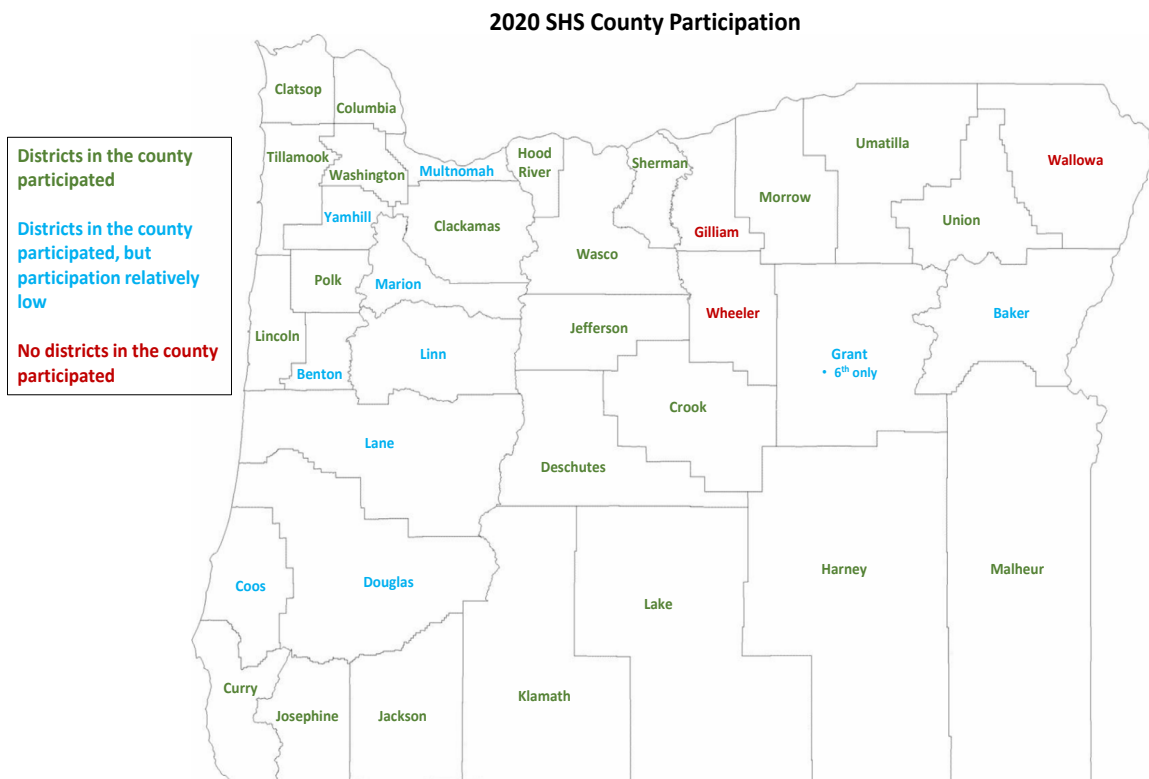 2020 SHS County Participation
Districts in the county
participated
Districts in the county
participated, but
participation relatively
low
No districts in the county
participated
Clatsop
Columbia
Tillamook
Washington
Multnomah
Hood
River
Sherman
Umatilla
Wallowa
Morrow
Yamhill
Clackamas
Gilliam
Union
Wasco
Polk
Marion
Wheeler
Baker
Lincoln
Jefferson
Linn
Grant
• 6th only
Benton
Crook
Lane
Deschutes
Coos
Douglas
Harney
Malheur
Lake
Curry
Klamath
Josephine
Jackson